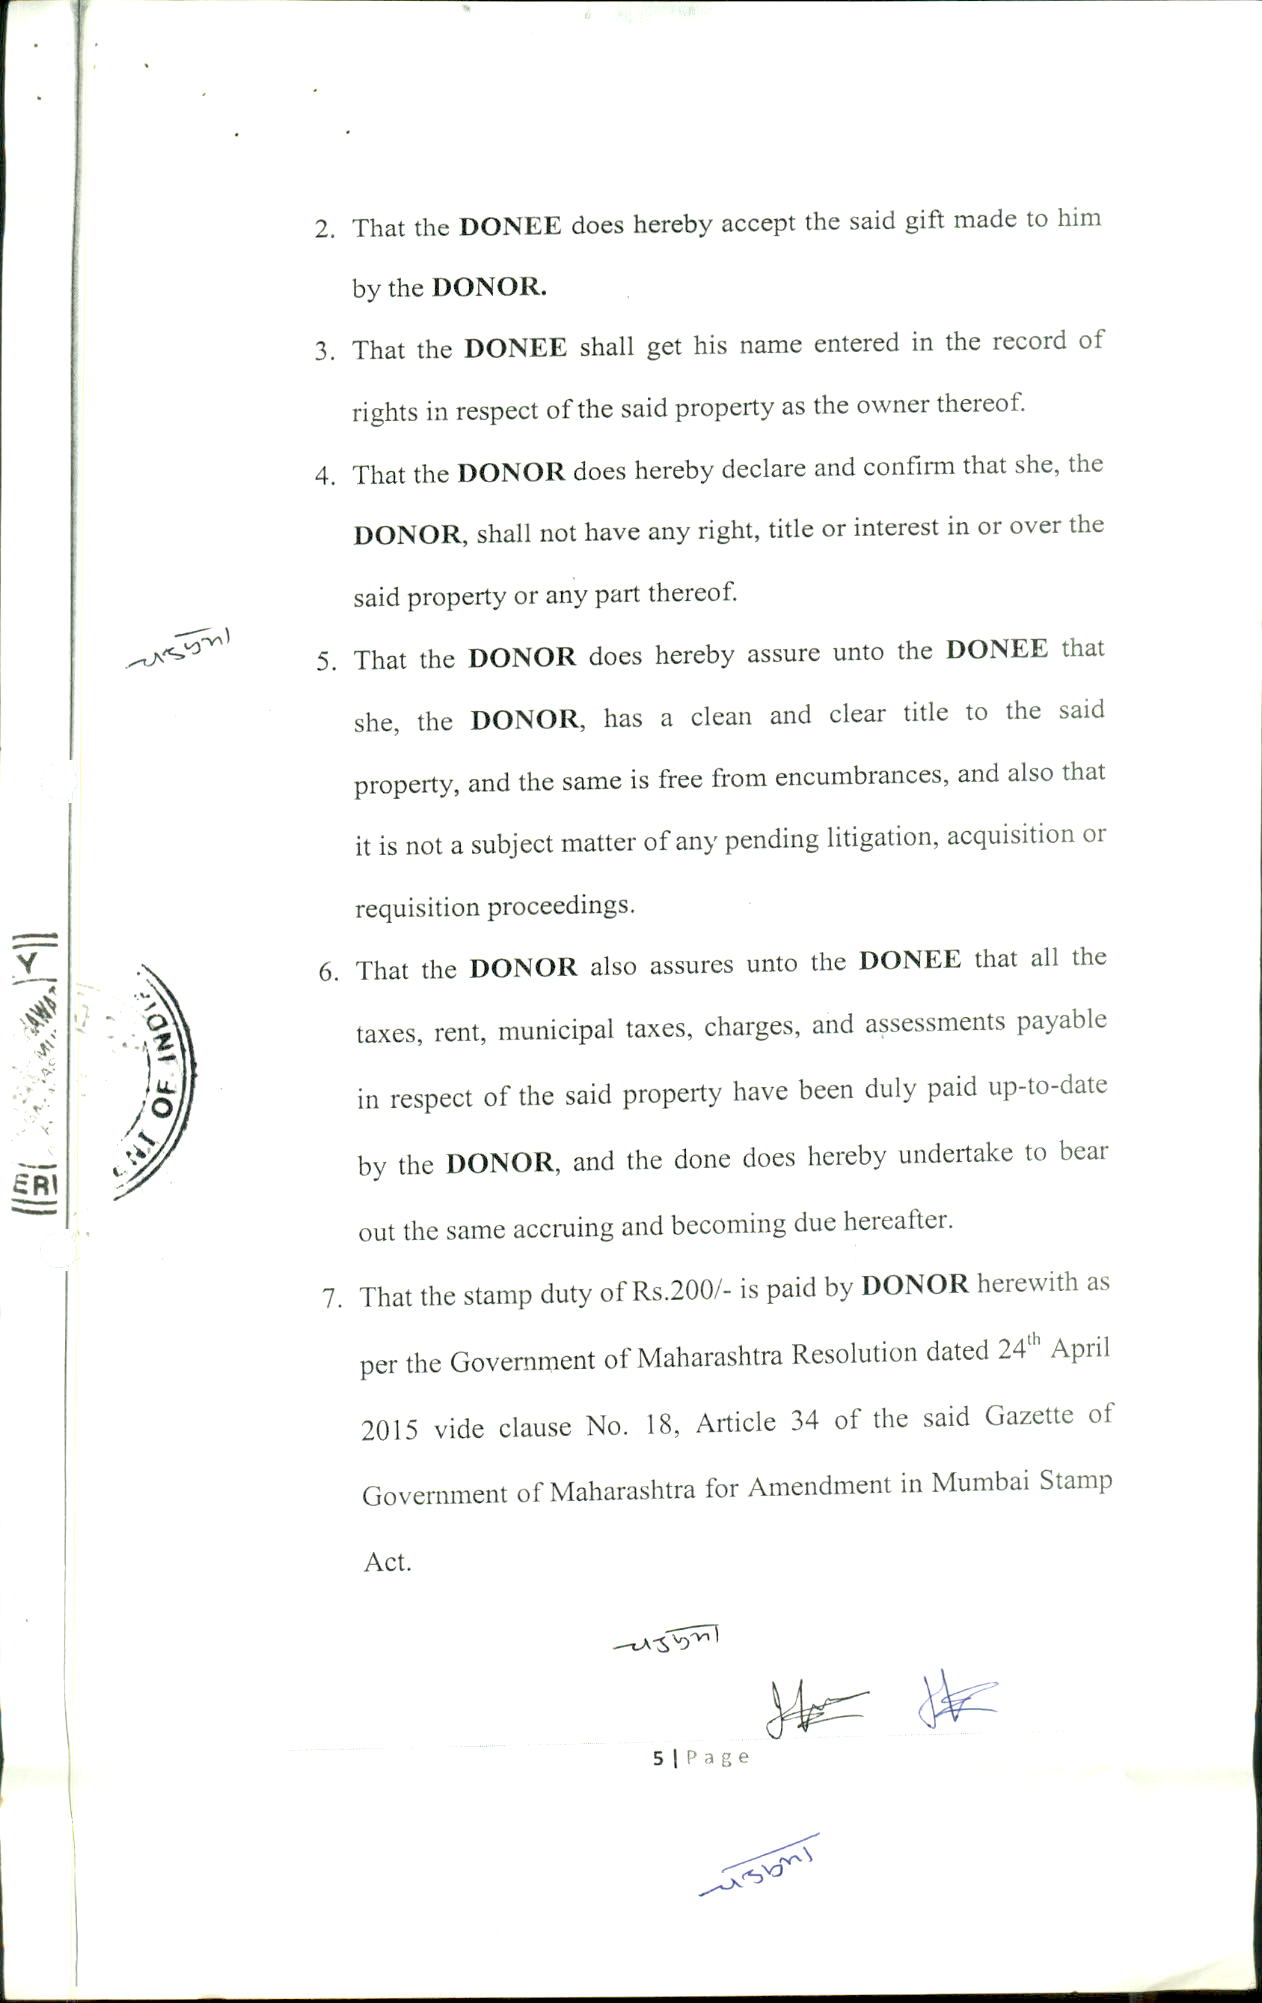 2. That the DONEE does hereby accept the said gift made to him
by the DONOR.
3. That the DONEE shall get his name entered in the record of
rights in respect of the said property as the owner thereof.
4. That the DONOR does hereby declare and confirm that she, the
DONOR, shall not have any right, title or interest in or over the
said property or any part thereof.
5. That the DONOR does hereby assure unto the DONEE that
she, the DONOR, has a clean and clear title to the said
property, and the same is free from encumbrances, and also that
it is not a subject matter of any pending litigation, acquisition or
requisition proceedings.
6. That the DONOR also assures unto the DONEE that all the
taxes, rent, municipal taxes, charges, and assessments payable
in respect of the said property have been duly paid up-to-date
by the DONOR, and the done does hereby undertake to bear
out the same accruing and becoming due hereafter.
7. That the stamp duty of Rs.200/- is paid by DONOR herewith as
per the Government of Maharashtra Resolution dated 24th April
2015 vide clause No. 18, Article 34 of the said Gazette of
Government of Maharashtra for Amendment in Mumbai Stamp
Act.
5 | Page
Y
ERI
OF INDI